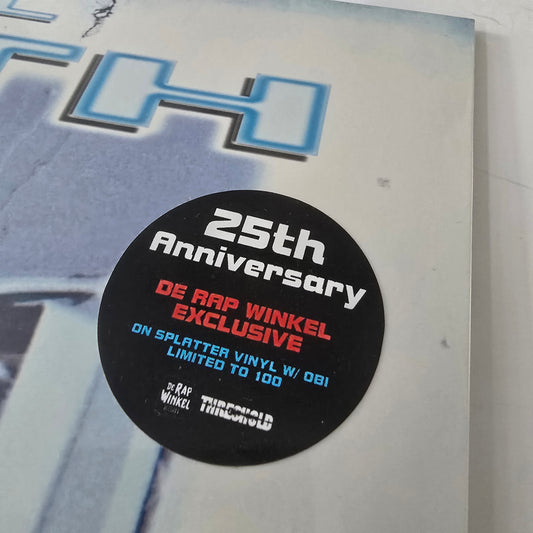 TH
25th
Anniversary
DE RAP WINKEL
EXCLUSIVE
ON SPLATTER VINYL W/ OBI
LIMITED TO 100
DE RAP
WINKEL
THRESHOLD